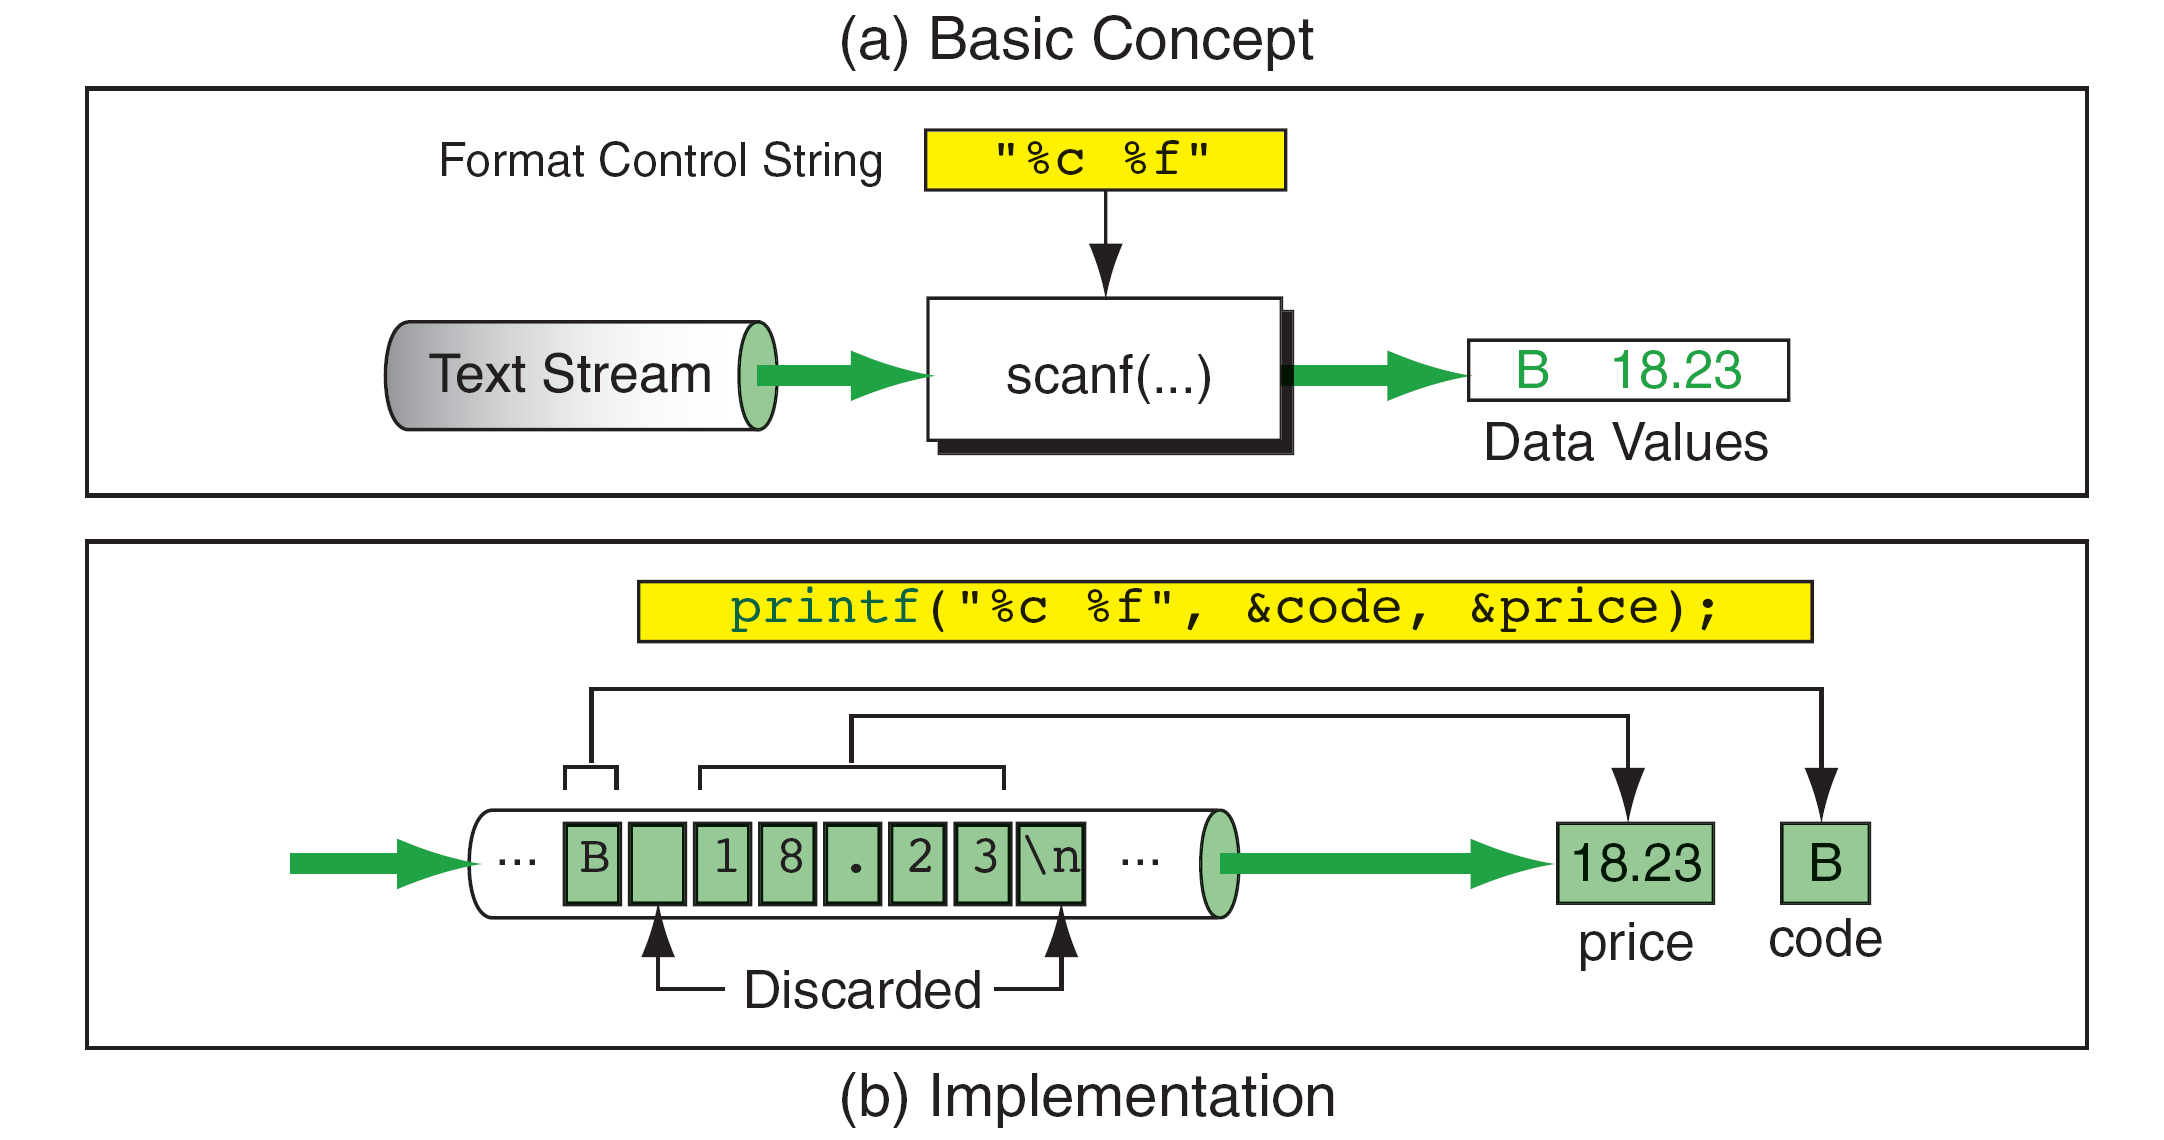 (a) Basic Concept
Format Control String "%c %f"
Text Stream scanf(...) B 18.23
Data Values
printf("%c %f", &code, &price);
... B 1 8 . 2 3 \n ... 18.23 B
price code
Discarded
(b) Implementation